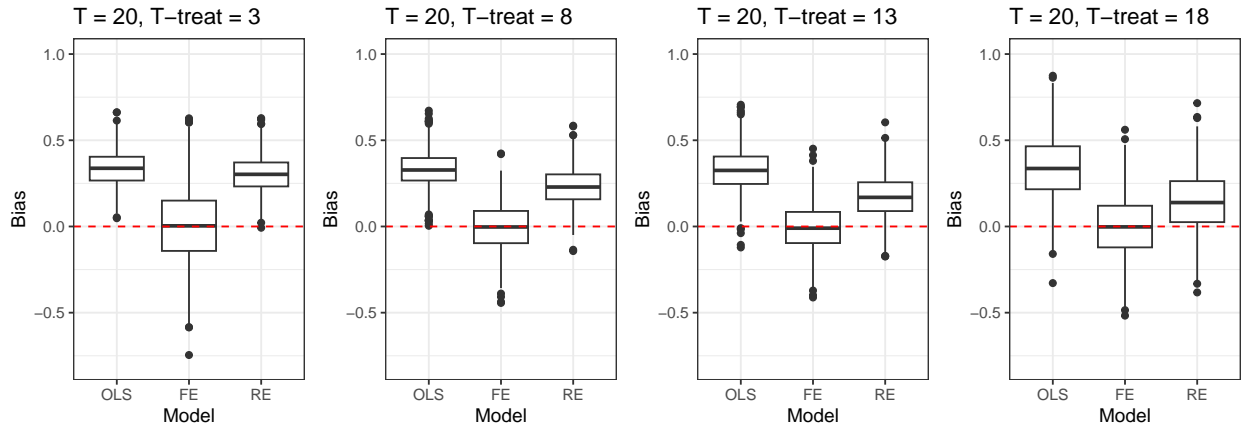 T = 20, T−treat = 3
1.0
0.5
0.0
−0.5
Bias
OLS FE RE
Model
T = 20, T−treat = 8
1.0
0.5
0.0
−0.5
Bias
OLS FE RE
Model
T = 20, T−treat = 13
1.0
0.5
0.0
−0.5
Bias
OLS FE RE
Model
T = 20, T−treat = 18
1.0
0.5
0.0
−0.5
Bias
OLS FE RE
Model